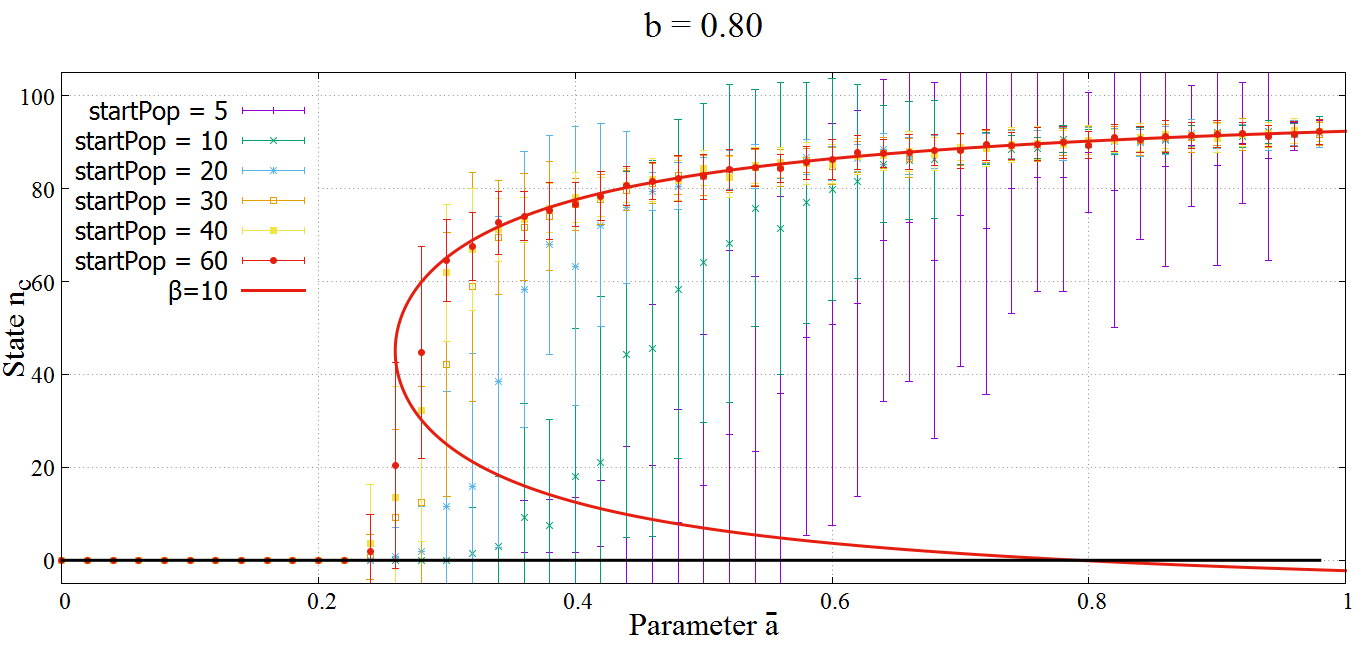 b = 0.80
100
80
60
40
20
0
State n_c
startPop = 5
startPop = 10
startPop = 20
startPop = 30
startPop = 40
startPop = 60
β=10
0 0.2 0.4 0.6 0.8 1
Parameter ā